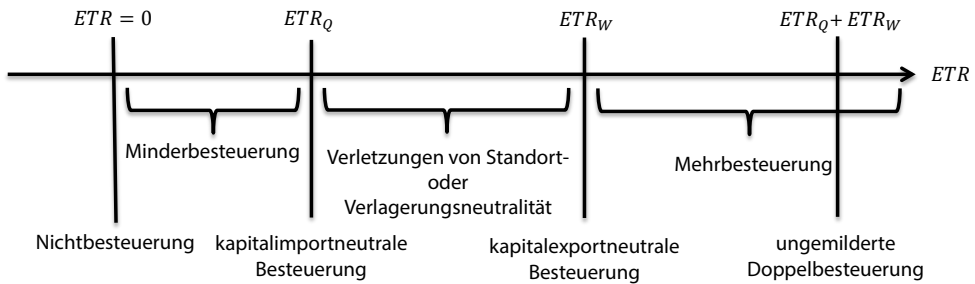 ETR = 0
ETR_Q
ETR_W
ETR_Q + ETR_W
ETR
Minderbesteuerung
Verletzungen von Standort-
oder
Verlagerungsneutralität
Mehrbesteuerung
Nichtbesteuerung
kapitalimportneutrale
Besteuerung
kapitalexportneutrale
Besteuerung
ungemilderte
Doppelbesteuerung